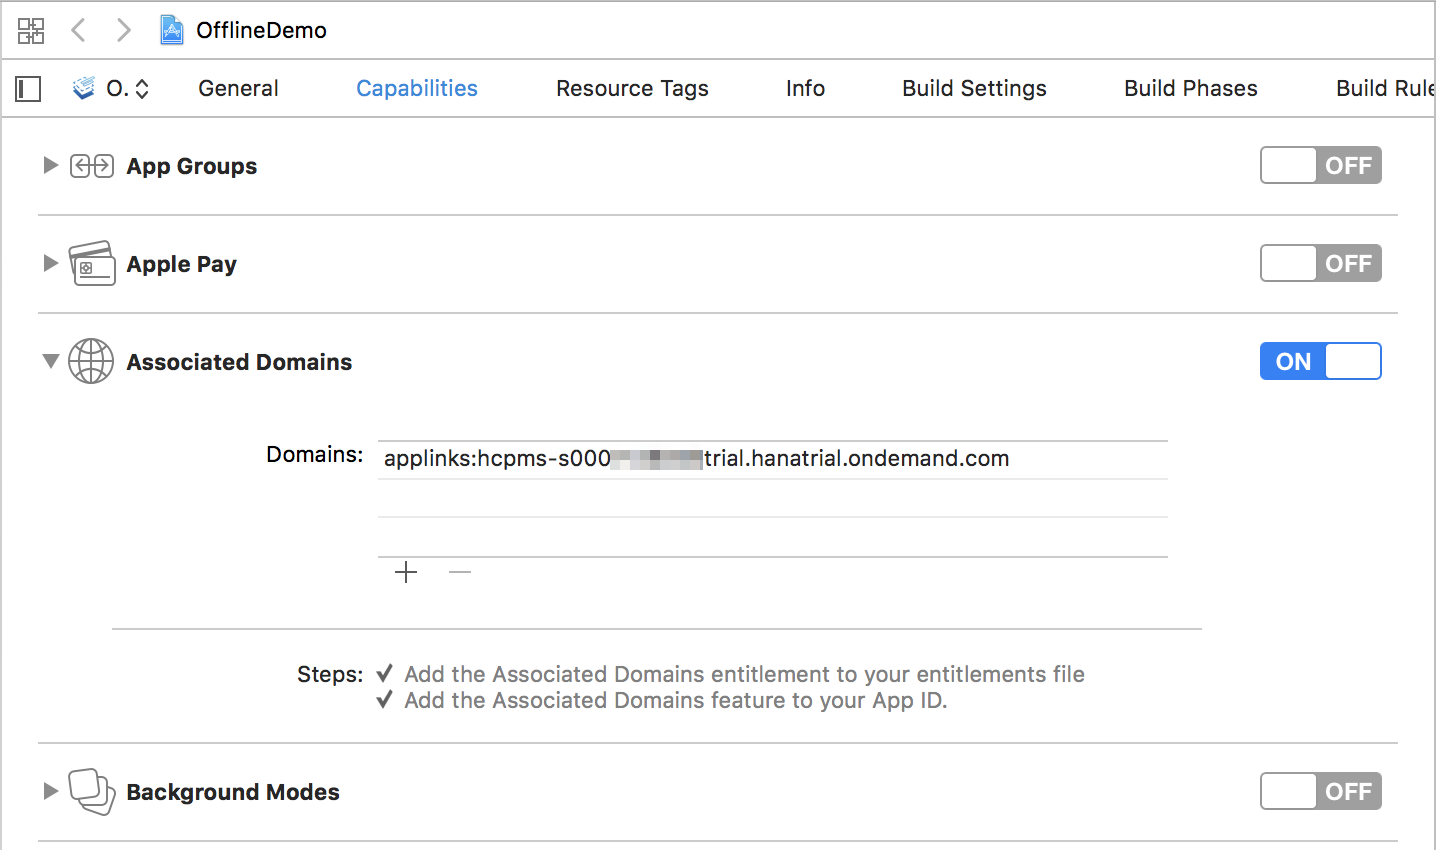 OfflineDemo
O. General Capabilities Resource Tags Info Build Settings Build Phases Build Rule
App Groups OFF
Apple Pay OFF
Associated Domains ON
Domains: applinks:hcpms-s000 trial.hanatrial.ondemand.com
Steps: ✓ Add the Associated Domains entitlement to your entitlements file
✓ Add the Associated Domains feature to your App ID.
Background Modes OFF